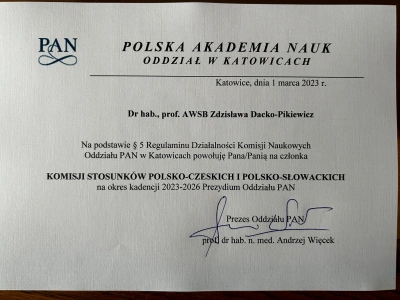 PAN
POLSKA AKADEMIA NAUK
ODDZIAŁ W KATOWICACH
Katowice, dnia 1 marca 2023 r.
Dr hab., prof. AWSB Zdzisława Dacko-Pikiewicz
Na podstawie § 5 Regulaminu Działalności Komisji Naukowych
Oddziału PAN w Katowicach powołuję Pana/Panią na członka
KOMISJI STOSUNKÓW POLSKO-CZESKICH I POLSKO-SŁOWACKICH
na okres kadencji 2023-2026 Prezydium Oddziału PAN
Prezes Oddziału PAN
prof. dr hab. n. med. Andrzej Więcek